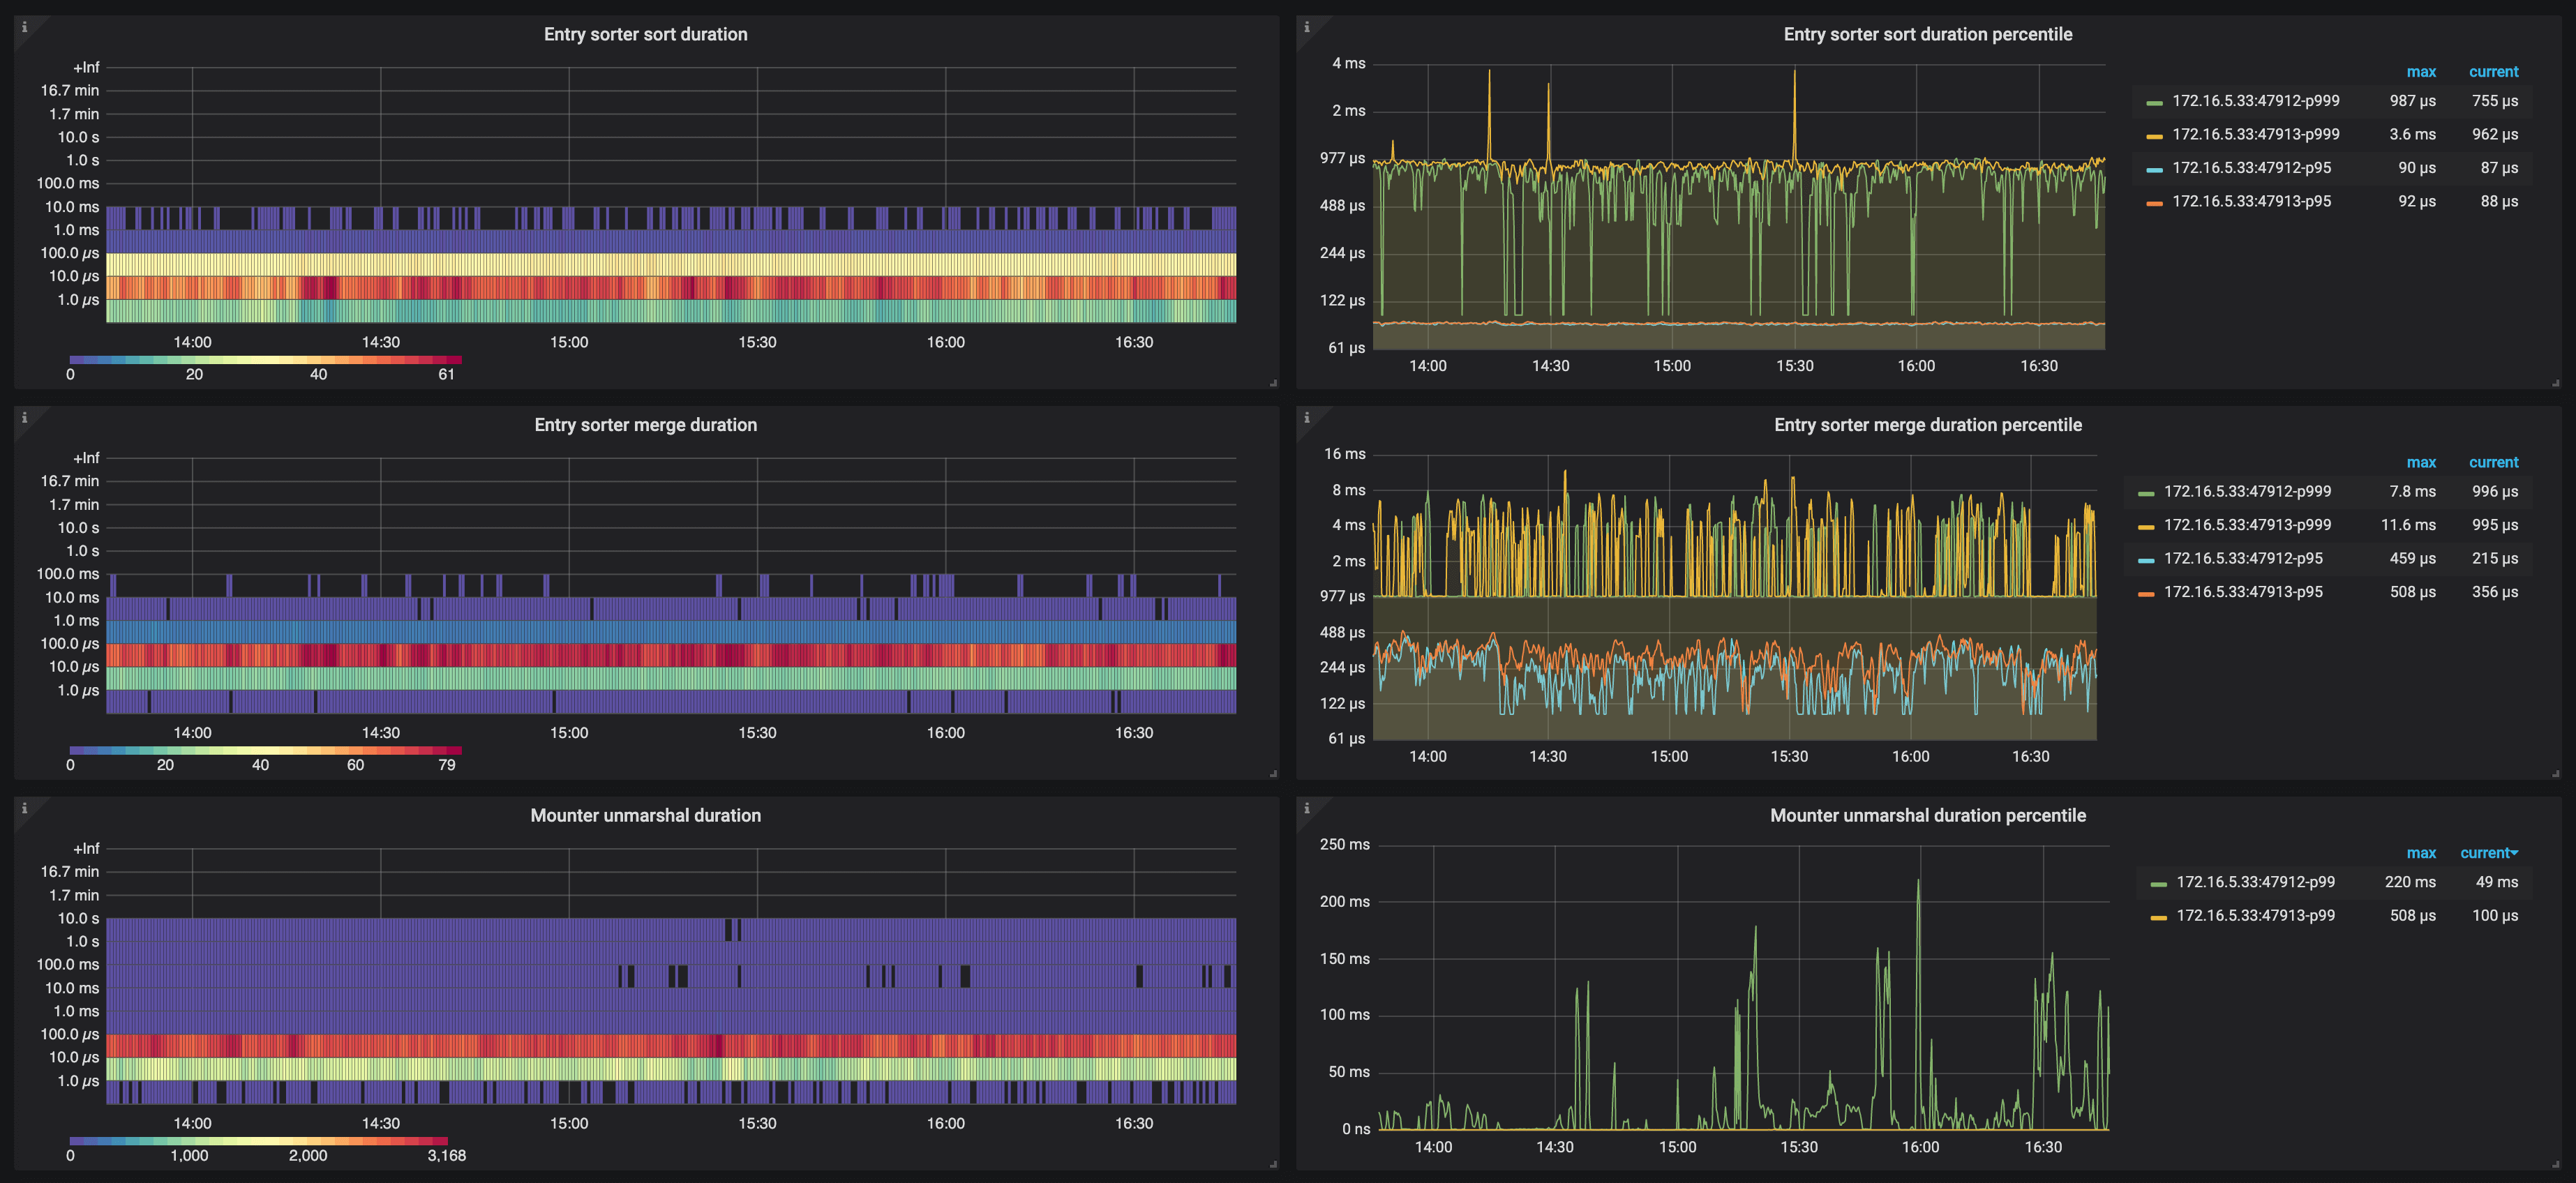 Entry sorter sort duration
+Inf
16.7 min
1.7 min
10.0 s
1.0 s
100.0 ms
10.0 ms
1.0 ms
100.0 µs
10.0 µs
1.0 µs
14:00 14:30 15:00 15:30 16:00 16:30
0 20 40 61
Entry sorter sort duration percentile
4 ms
2 ms
977 µs
488 µs
244 µs
122 µs
61 µs
14:00 14:30 15:00 15:30 16:00 16:30
max current
172.16.5.33:47912-p999 987 µs 755 µs
172.16.5.33:47913-p999 3.6 ms 962 µs
172.16.5.33:47912-p95 90 µs 87 µs
172.16.5.33:47913-p95 92 µs 88 µs
Entry sorter merge duration
+Inf
16.7 min
1.7 min
10.0 s
1.0 s
100.0 ms
10.0 ms
1.0 ms
100.0 µs
10.0 µs
1.0 µs
14:00 14:30 15:00 15:30 16:00 16:30
0 20 40 60 79
Entry sorter merge duration percentile
16 ms
8 ms
4 ms
2 ms
977 µs
488 µs
244 µs
122 µs
61 µs
14:00 14:30 15:00 15:30 16:00 16:30
max current
172.16.5.33:47912-p999 7.8 ms 996 µs
172.16.5.33:47913-p999 11.6 ms 995 µs
172.16.5.33:47912-p95 459 µs 215 µs
172.16.5.33:47913-p95 508 µs 356 µs
Mounter unmarshal duration
+Inf
16.7 min
1.7 min
10.0 s
1.0 s
100.0 ms
10.0 ms
1.0 ms
100.0 µs
10.0 µs
1.0 µs
14:00 14:30 15:00 15:30 16:00 16:30
0 1,000 2,000 3,168
Mounter unmarshal duration percentile
250 ms
200 ms
150 ms
100 ms
50 ms
0 ns
14:00 14:30 15:00 15:30 16:00 16:30
max current
172.16.5.33:47912-p99 220 ms 49 ms
172.16.5.33:47913-p99 508 µs 100 µs